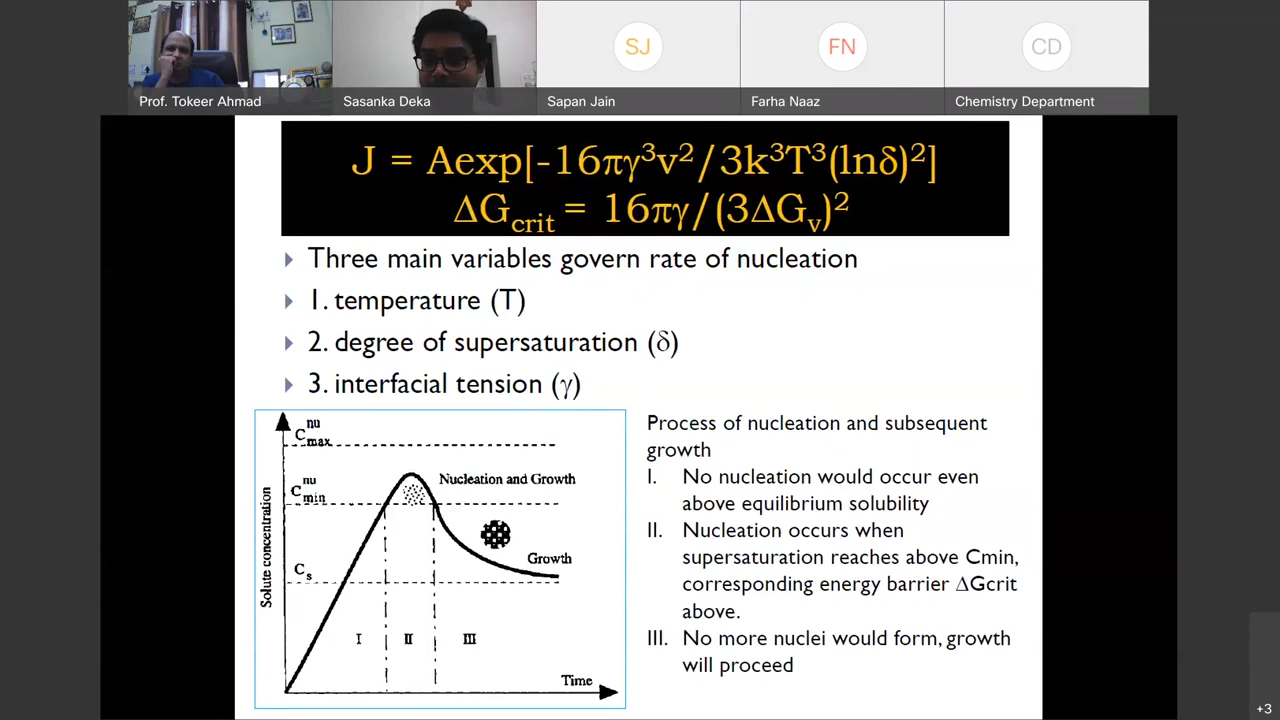 SJ
FN
CD
Prof. Tokeer Ahmad
Sasanka Deka
Sapan Jain
Farha Naaz
Chemistry Department
J = Aexp[-16πγ³v²/3k³T³(lnδ)²]
ΔGcrit = 16πγ/(3ΔGv)²
Three main variables govern rate of nucleation
1. temperature (T)
2. degree of supersaturation (δ)
3. interfacial tension (γ)
C nu max
C nu min
Nucleation and Growth
Growth
Cs
Solute concentration
I
II
III
Time
Process of nucleation and subsequent
growth
I. No nucleation would occur even
above equilibrium solubility
II. Nucleation occurs when
supersaturation reaches above Cmin,
corresponding energy barrier ΔGcrit
above.
III. No more nuclei would form, growth
will proceed
+3